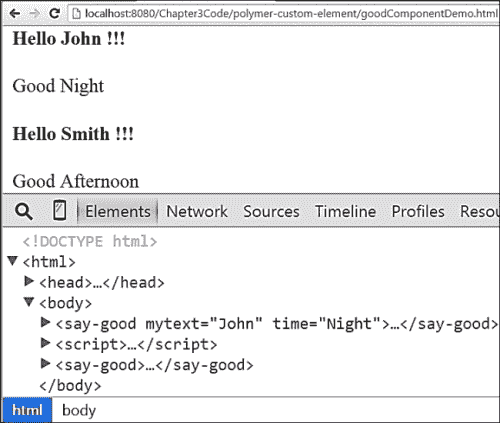 localhost:8080/Chapter3Code/polymer-custom-element/goodComponentDemo.html
Hello John !!!
Good Night
Hello Smith !!!
Good Afternoon
Elements Network Sources Timeline Profiles Resou
<!DOCTYPE html>
▼<html>
▶<head>…</head>
▼<body>
▶<say-good mytext="John" time="Night">…</say-good>
▶<script>…</script>
▶<say-good>…</say-good>
</body>
html body